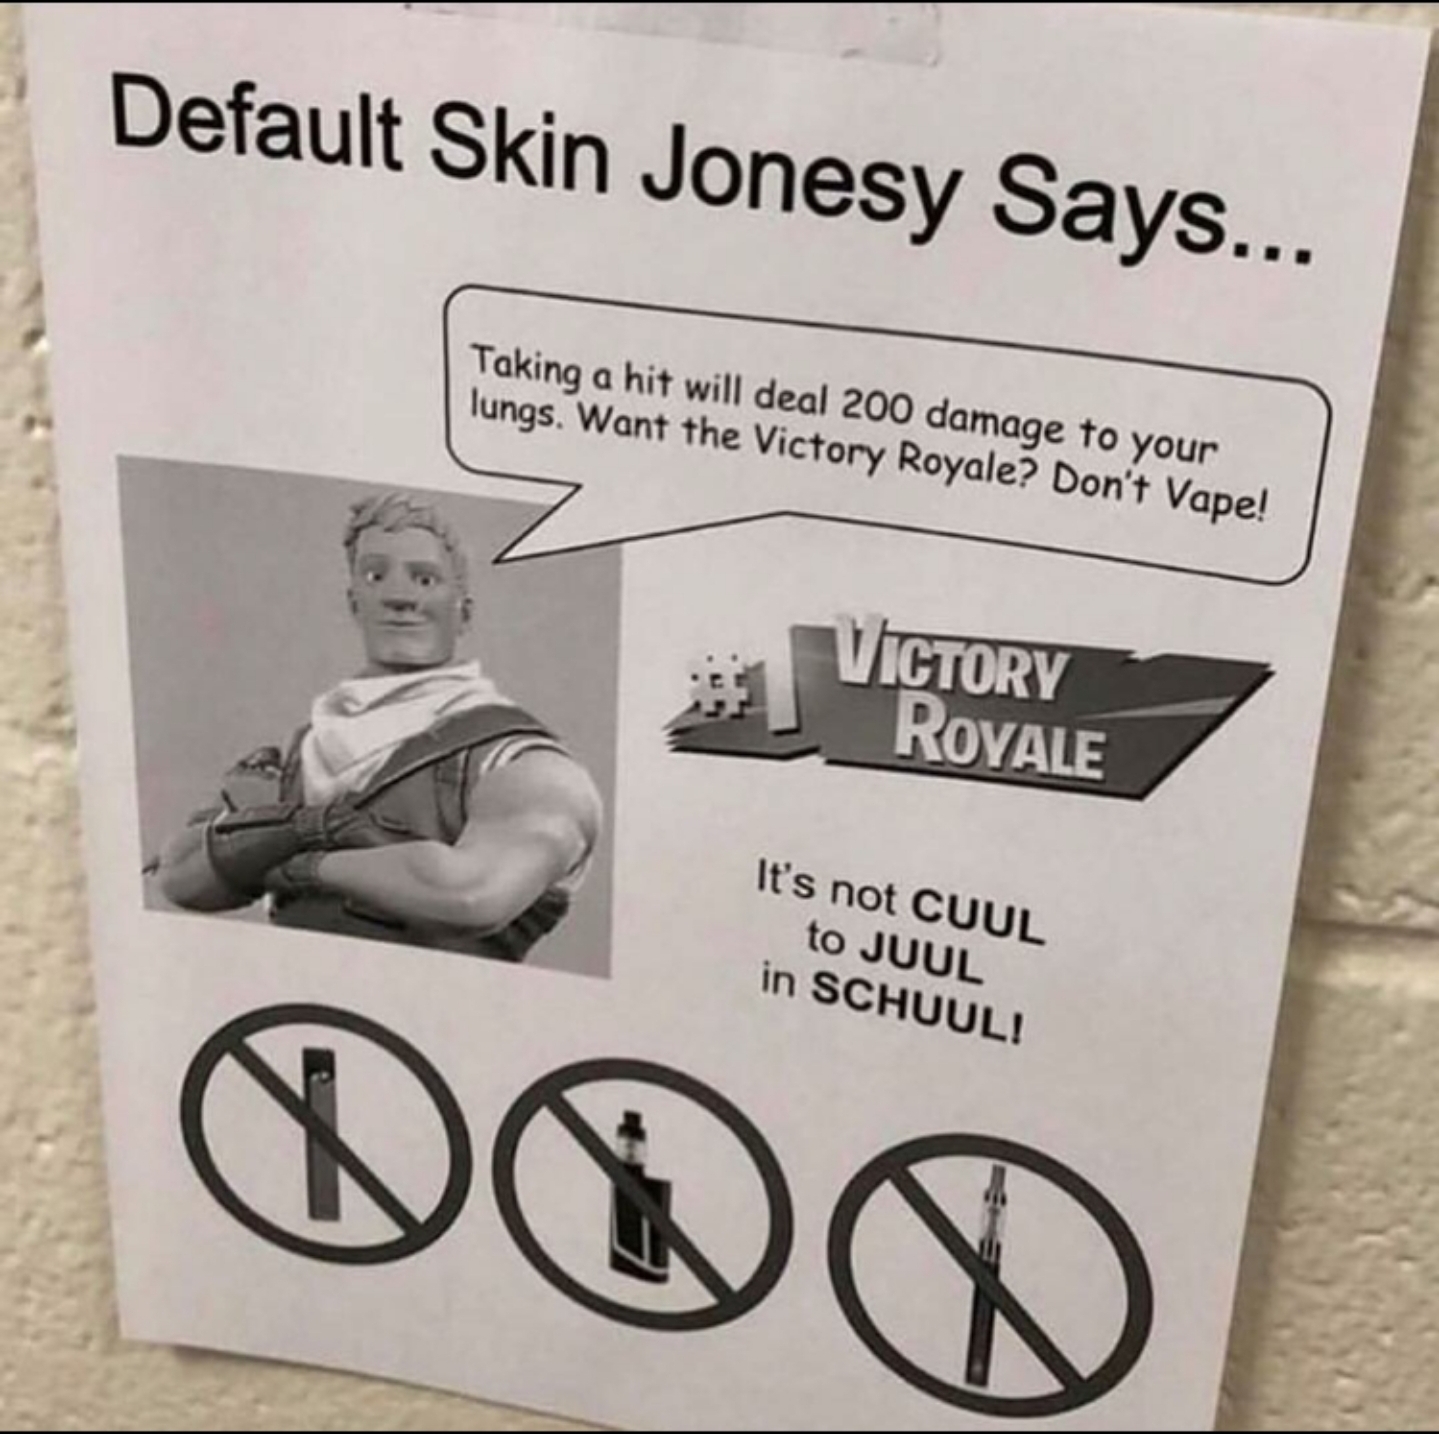 Default Skin Jonesy Says...
Taking a hit will deal 200 damage to your
lungs. Want the Victory Royale? Don't Vape!
#1 VICTORY
ROYALE
It's not CUUL
to JUUL
in SCHUUL!